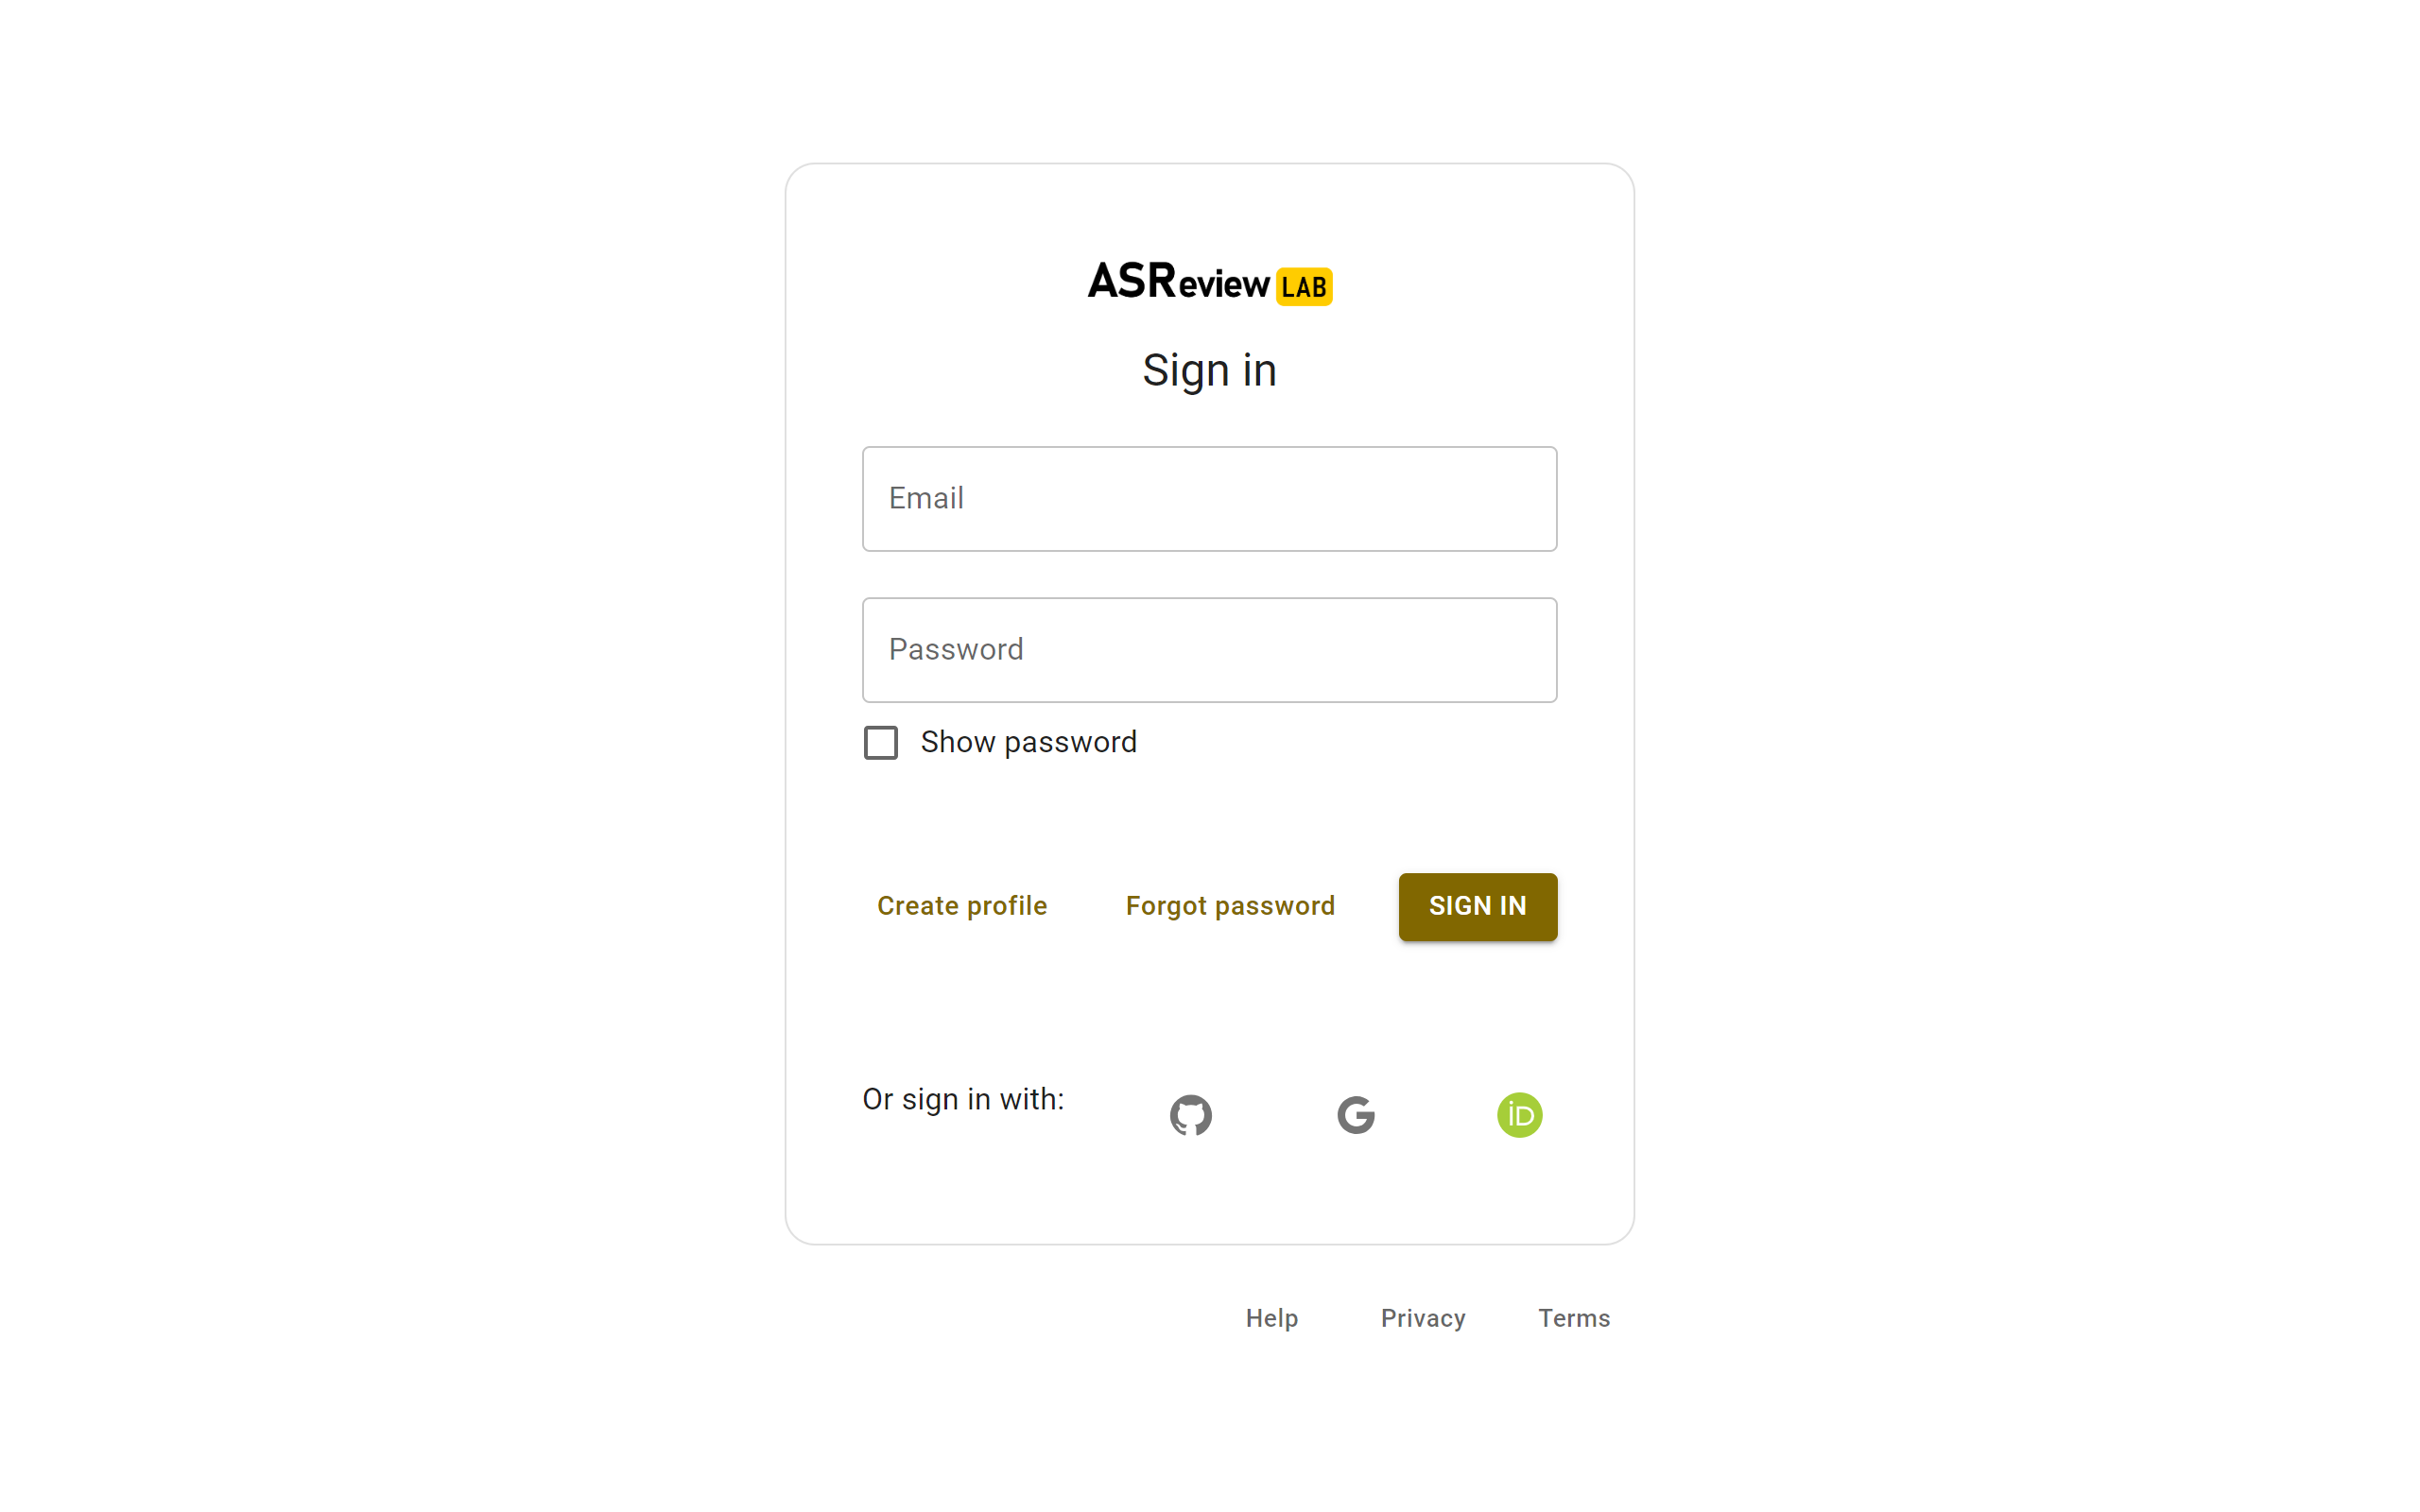 ASReview LAB
Sign in
Email
Password
Show password
Create profile Forgot password SIGN IN
Or sign in with: G iD
Help Privacy Terms